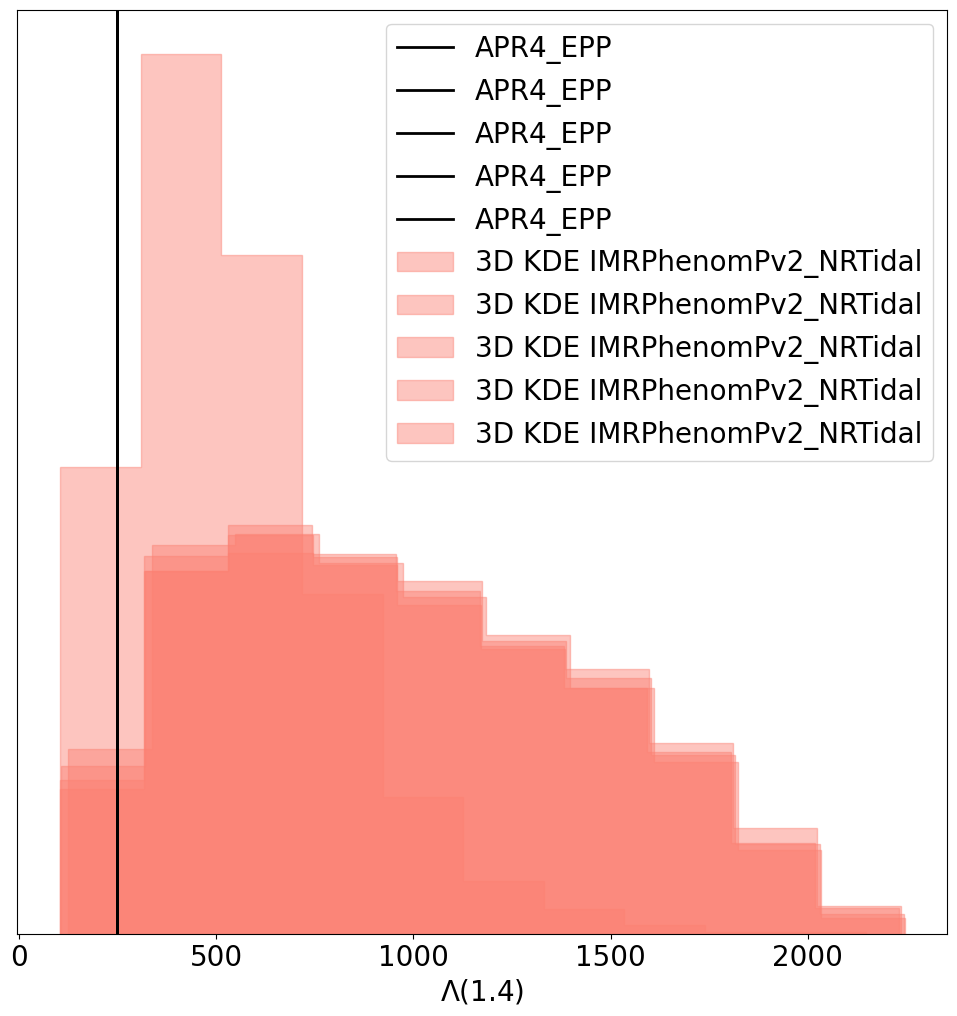 APR4_EPP
APR4_EPP
APR4_EPP
APR4_EPP
APR4_EPP
3D KDE IMRPhenomPv2_NRTidal
3D KDE IMRPhenomPv2_NRTidal
3D KDE IMRPhenomPv2_NRTidal
3D KDE IMRPhenomPv2_NRTidal
3D KDE IMRPhenomPv2_NRTidal
0 500 1000 1500 2000
Λ(1.4)